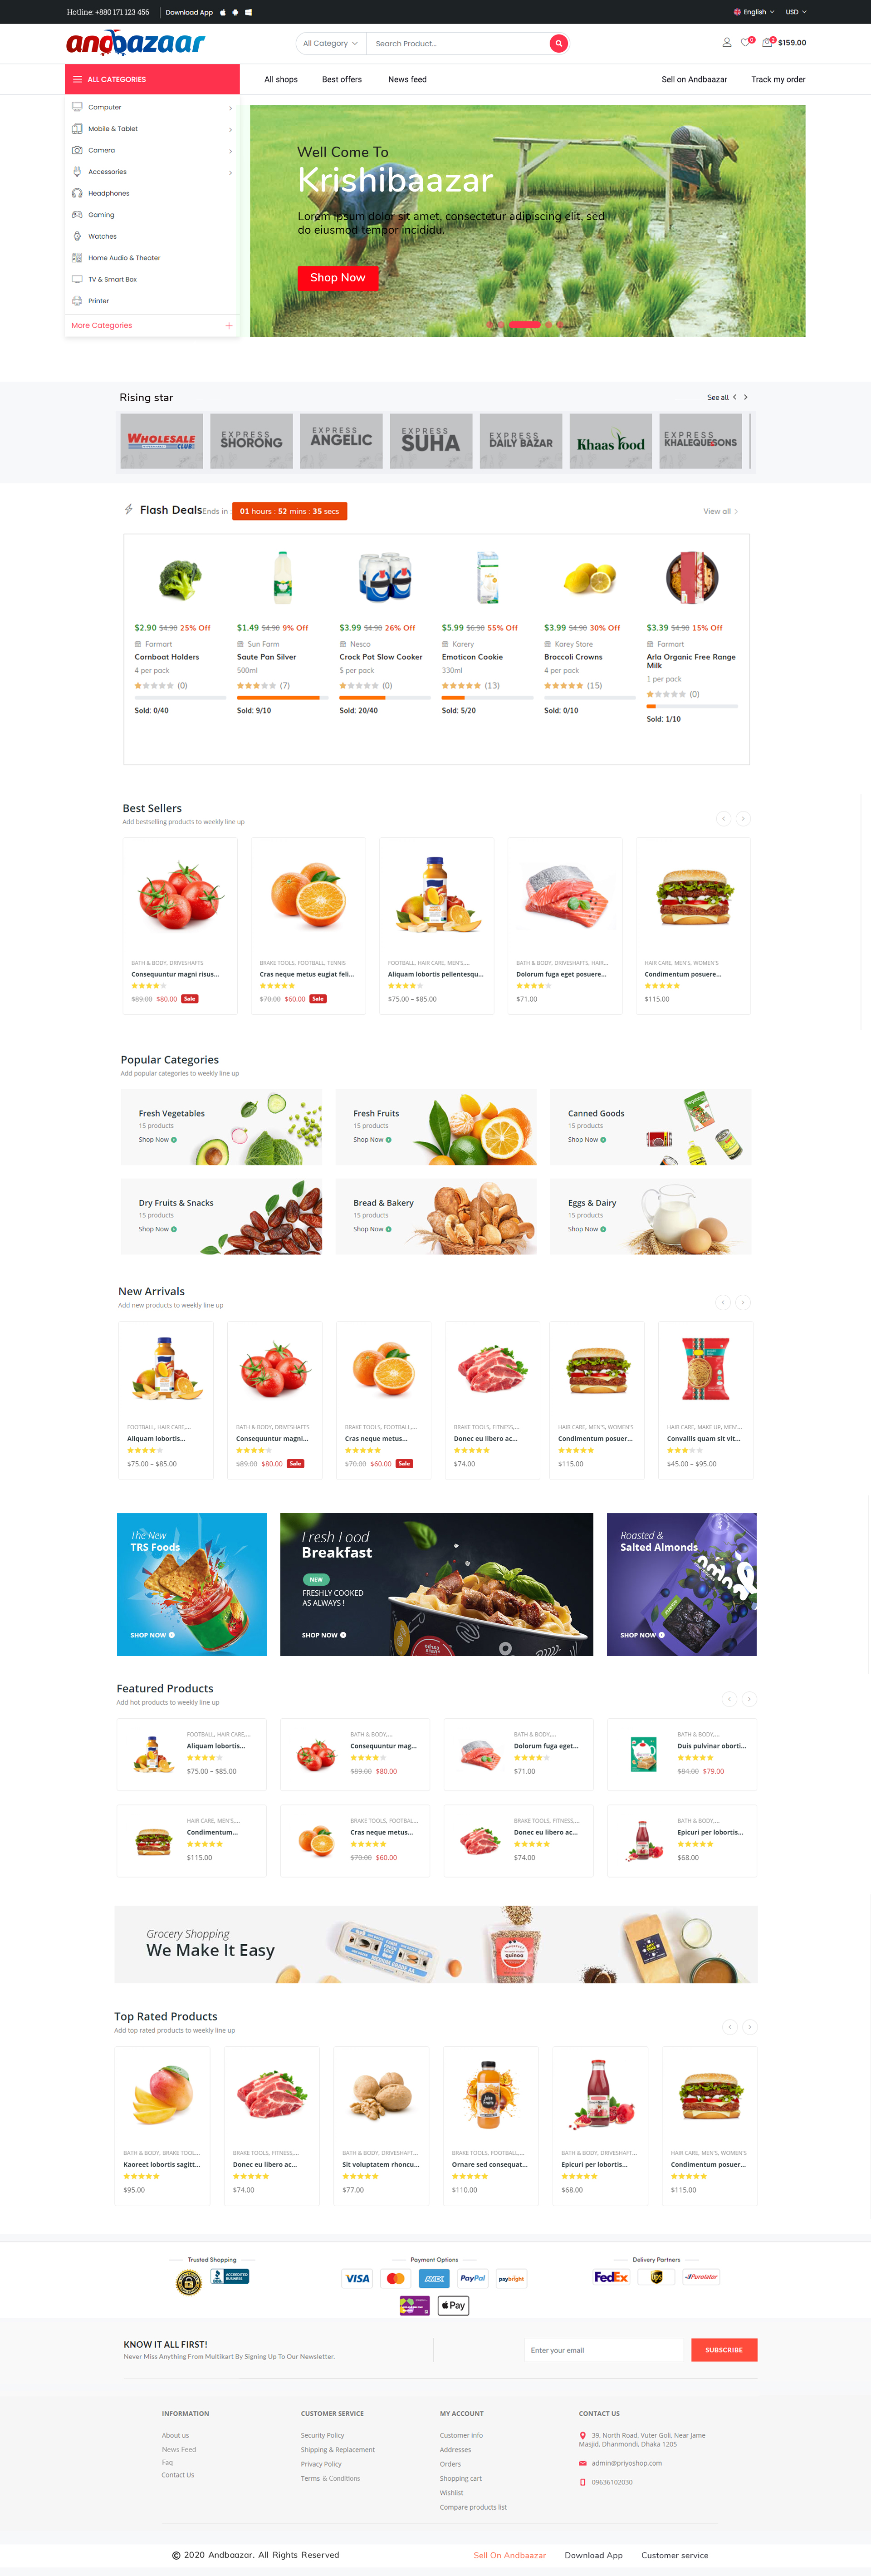 Hotline: +880 171 123 456
Download App
English
USD
andbazaar
All Category
Search Product...
0
2
$159.00
ALL CATEGORIES
All shops
Best offers
News feed
Sell on Andbazaar
Track my order
Computer
Mobile & Tablet
Camera
Accessories
Headphones
Gaming
Watches
Home Audio & Theater
TV & Smart Box
Printer
More Categories
Well Come To
Krishibaazar
Lorem ipsum dolor sit amet, consectetur adipiscing elit, sed
do eiusmod tempor incididu.
Shop Now
Rising star
See all
WHOLESALE
CLUB
EXPRESS
SHORONG
EXPRESS
ANGELIC
EXPRESS
SUHA
EXPRESS
DAILY BAZAR
Khaas food
EXPRESS
KHALEQUESONS
Flash Deals
Ends in :
01 hours : 52 mins : 35 secs
View all
$2.90 $4.90 25% Off
Farmart
Cornboat Holders
4 per pack
(0)
Sold: 0/40
$1.49 $4.90 9% Off
Sun Farm
Saute Pan Silver
500ml
(7)
Sold: 9/10
$3.99 $4.90 26% Off
Nesco
Crock Pot Slow Cooker
5 per pack
(0)
Sold: 20/40
$5.99 $6.90 55% Off
Karery
Emoticon Cookie
330ml
(13)
Sold: 5/20
$3.99 $4.90 30% Off
Karey Store
Broccoli Crowns
4 per pack
(15)
Sold: 0/10
$3.39 $4.90 15% Off
Farmart
Arla Organic Free Range
Milk
1 per pack
(0)
Sold: 1/10
Best Sellers
Add bestselling products to weekly line up
BATH & BODY, DRIVESHAFTS
Consequuntur magni risus...
$89.00 $80.00 Sale
BRAKE TOOLS, FOOTBALL, TENNIS
Cras neque metus eugiat feli...
$70.00 $60.00 Sale
FOOTBALL, HAIR CARE, MEN'S,...
Aliquam lobortis pellentesqu...
$75.00 – $85.00
BATH & BODY, DRIVESHAFTS, HAIR...
Dolorum fuga eget posuere...
$71.00
HAIR CARE, MEN'S, WOMEN'S
Condimentum posuere...
$115.00
Popular Categories
Add popular categories to weekly line up
Fresh Vegetables
15 products
Shop Now
Fresh Fruits
15 products
Shop Now
Canned Goods
15 products
Shop Now
Dry Fruits & Snacks
15 products
Shop Now
Bread & Bakery
15 products
Shop Now
Eggs & Dairy
15 products
Shop Now
New Arrivals
Add new products to weekly line up
FOOTBALL, HAIR CARE,...
Aliquam lobortis...
$75.00 – $85.00
BATH & BODY, DRIVESHAFTS
Consequuntur magni...
$89.00 $80.00 Sale
BRAKE TOOLS, FOOTBALL,...
Cras neque metus...
$70.00 $60.00 Sale
BRAKE TOOLS, FITNESS,...
Donec eu libero ac...
$74.00
HAIR CARE, MEN'S, WOMEN'S
Condimentum posuer...
$115.00
HAIR CARE, MAKE UP, MEN'...
Convallis quam sit vit...
$45.00 – $95.00
The New
TRS Foods
SHOP NOW
Fresh Food
Breakfast
NEW
FRESHLY COOKED
AS ALWAYS !
SHOP NOW
Roasted &
Salted Almonds
SHOP NOW
Featured Products
Add hot products to weekly line up
FOOTBALL, HAIR CARE,...
Aliquam lobortis...
$75.00 – $85.00
BATH & BODY,...
Consequuntur mag...
$89.00 $80.00
BATH & BODY,...
Dolorum fuga eget...
$71.00
BATH & BODY,...
Duis pulvinar oborti...
$84.00 $79.00
HAIR CARE, MEN'S,...
Condimentum...
$115.00
BRAKE TOOLS, FOOTBAL...
Cras neque metus...
$70.00 $60.00
BRAKE TOOLS, FITNESS,...
Donec eu libero ac...
$74.00
BATH & BODY,...
Epicuri per lobortis...
$68.00
Grocery Shopping
We Make It Easy
quinoa
Top Rated Products
Add top rated products to weekly line up
BATH & BODY, BRAKE TOOL...
Kaoreet lobortis sagitt...
$95.00
BRAKE TOOLS, FITNESS,...
Donec eu libero ac...
$74.00
BATH & BODY, DRIVESHAFT...
Sit voluptatem rhoncu...
$77.00
BRAKE TOOLS, FOOTBALL,...
Ornare sed consequat...
$110.00
BATH & BODY, DRIVESHAFT...
Epicuri per lobortis...
$68.00
HAIR CARE, MEN'S, WOMEN'S
Condimentum posuer...
$115.00
Trusted Shopping
Payment Options
Delivery Partners
BBB
ACCREDITED
BUSINESS
VISA
AMEX
PayPal
paybright
FedEx
ups
Purolator
Pay
KNOW IT ALL FIRST!
Never Miss Anything From Multikart By Signing Up To Our Newsletter.
Enter your email
SUBSCRIBE
INFORMATION
About us
News Feed
Faq
Contact Us
CUSTOMER SERVICE
Security Policy
Shipping & Replacement
Privacy Policy
Terms & Conditions
MY ACCOUNT
Customer info
Addresses
Orders
Shopping cart
Wishlist
Compare products list
CONTACT US
39, North Road, Vuter Goli, Near Jame
Masjid, Dhanmondi, Dhaka 1205
admin@priyoshop.com
09636102030
© 2020 Andbaazar. All Rights Reserved
Sell On Andbaazar
Download App
Customer service